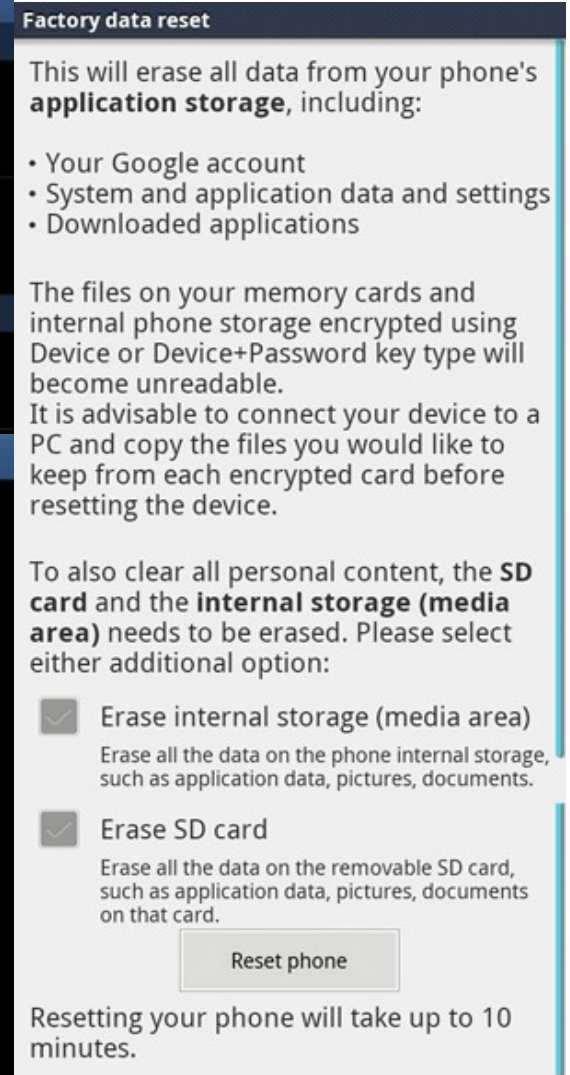 Factory data reset
This will erase all data from your phone's
application storage, including:
• Your Google account
• System and application data and settings
• Downloaded applications
The files on your memory cards and
internal phone storage encrypted using
Device or Device+Password key type will
become unreadable.
It is advisable to connect your device to a
PC and copy the files you would like to
keep from each encrypted card before
resetting the device.
To also clear all personal content, the SD
card and the internal storage (media
area) needs to be erased. Please select
either additional option:
Erase internal storage (media area)
Erase all the data on the phone internal storage,
such as application data, pictures, documents.
Erase SD card
Erase all the data on the removable SD card,
such as application data, pictures, documents
on that card.
Reset phone
Resetting your phone will take up to 10
minutes.